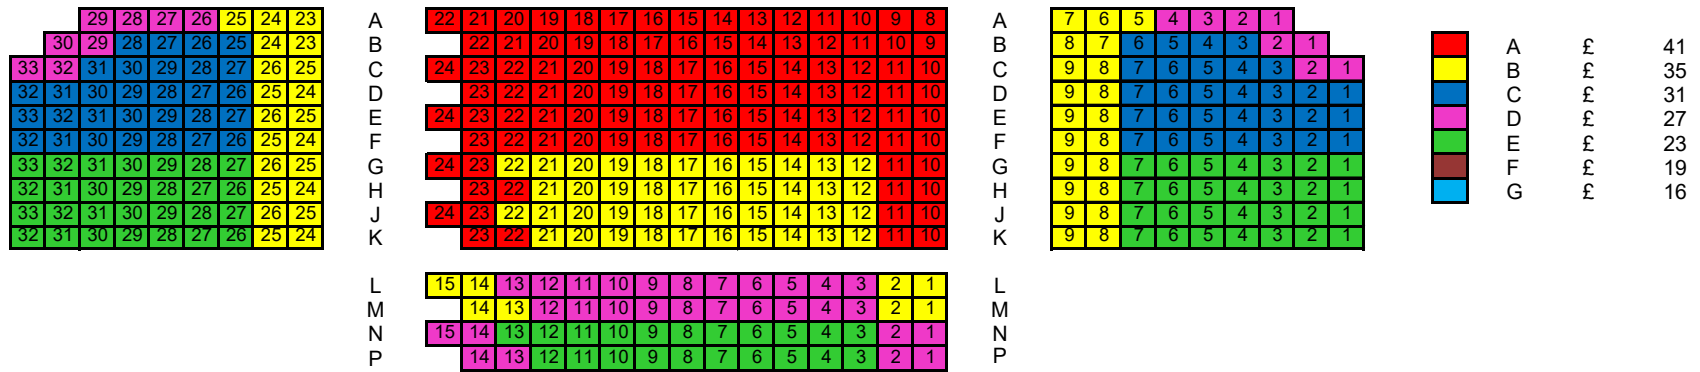 29 28 27 26 25 24 23 A 22 21 20 19 18 17 16 15 14 13 12 11 10 9 8 A 7 6 5 4 3 2 1
30 29 28 27 26 25 24 23 B 22 21 20 19 18 17 16 15 14 13 12 11 10 9 B 8 7 6 5 4 3 2 1 A £ 41
33 32 31 30 29 28 27 26 25 C 24 23 22 21 20 19 18 17 16 15 14 13 12 11 10 C 9 8 7 6 5 4 3 2 1 B £ 35
32 31 30 29 28 27 26 25 24 D 23 22 21 20 19 18 17 16 15 14 13 12 11 10 D 9 8 7 6 5 4 3 2 1 C £ 31
33 32 31 30 29 28 27 26 25 E 24 23 22 21 20 19 18 17 16 15 14 13 12 11 10 E 9 8 7 6 5 4 3 2 1 D £ 27
32 31 30 29 28 27 26 25 24 F 23 22 21 20 19 18 17 16 15 14 13 12 11 10 F 9 8 7 6 5 4 3 2 1 E £ 23
33 32 31 30 29 28 27 26 25 G 24 23 22 21 20 19 18 17 16 15 14 13 12 11 10 G 9 8 7 6 5 4 3 2 1 F £ 19
32 31 30 29 28 27 26 25 24 H 23 22 21 20 19 18 17 16 15 14 13 12 11 10 H 9 8 7 6 5 4 3 2 1 G £ 16
33 32 31 30 29 28 27 26 25 J 24 23 22 21 20 19 18 17 16 15 14 13 12 11 10 J 9 8 7 6 5 4 3 2 1
32 31 30 29 28 27 26 25 24 K 23 22 21 20 19 18 17 16 15 14 13 12 11 10 K 9 8 7 6 5 4 3 2 1
L 15 14 13 12 11 10 9 8 7 6 5 4 3 2 1 L
M 14 13 12 11 10 9 8 7 6 5 4 3 2 1 M
N 15 14 13 12 11 10 9 8 7 6 5 4 3 2 1 N
P 14 13 12 11 10 9 8 7 6 5 4 3 2 1 P